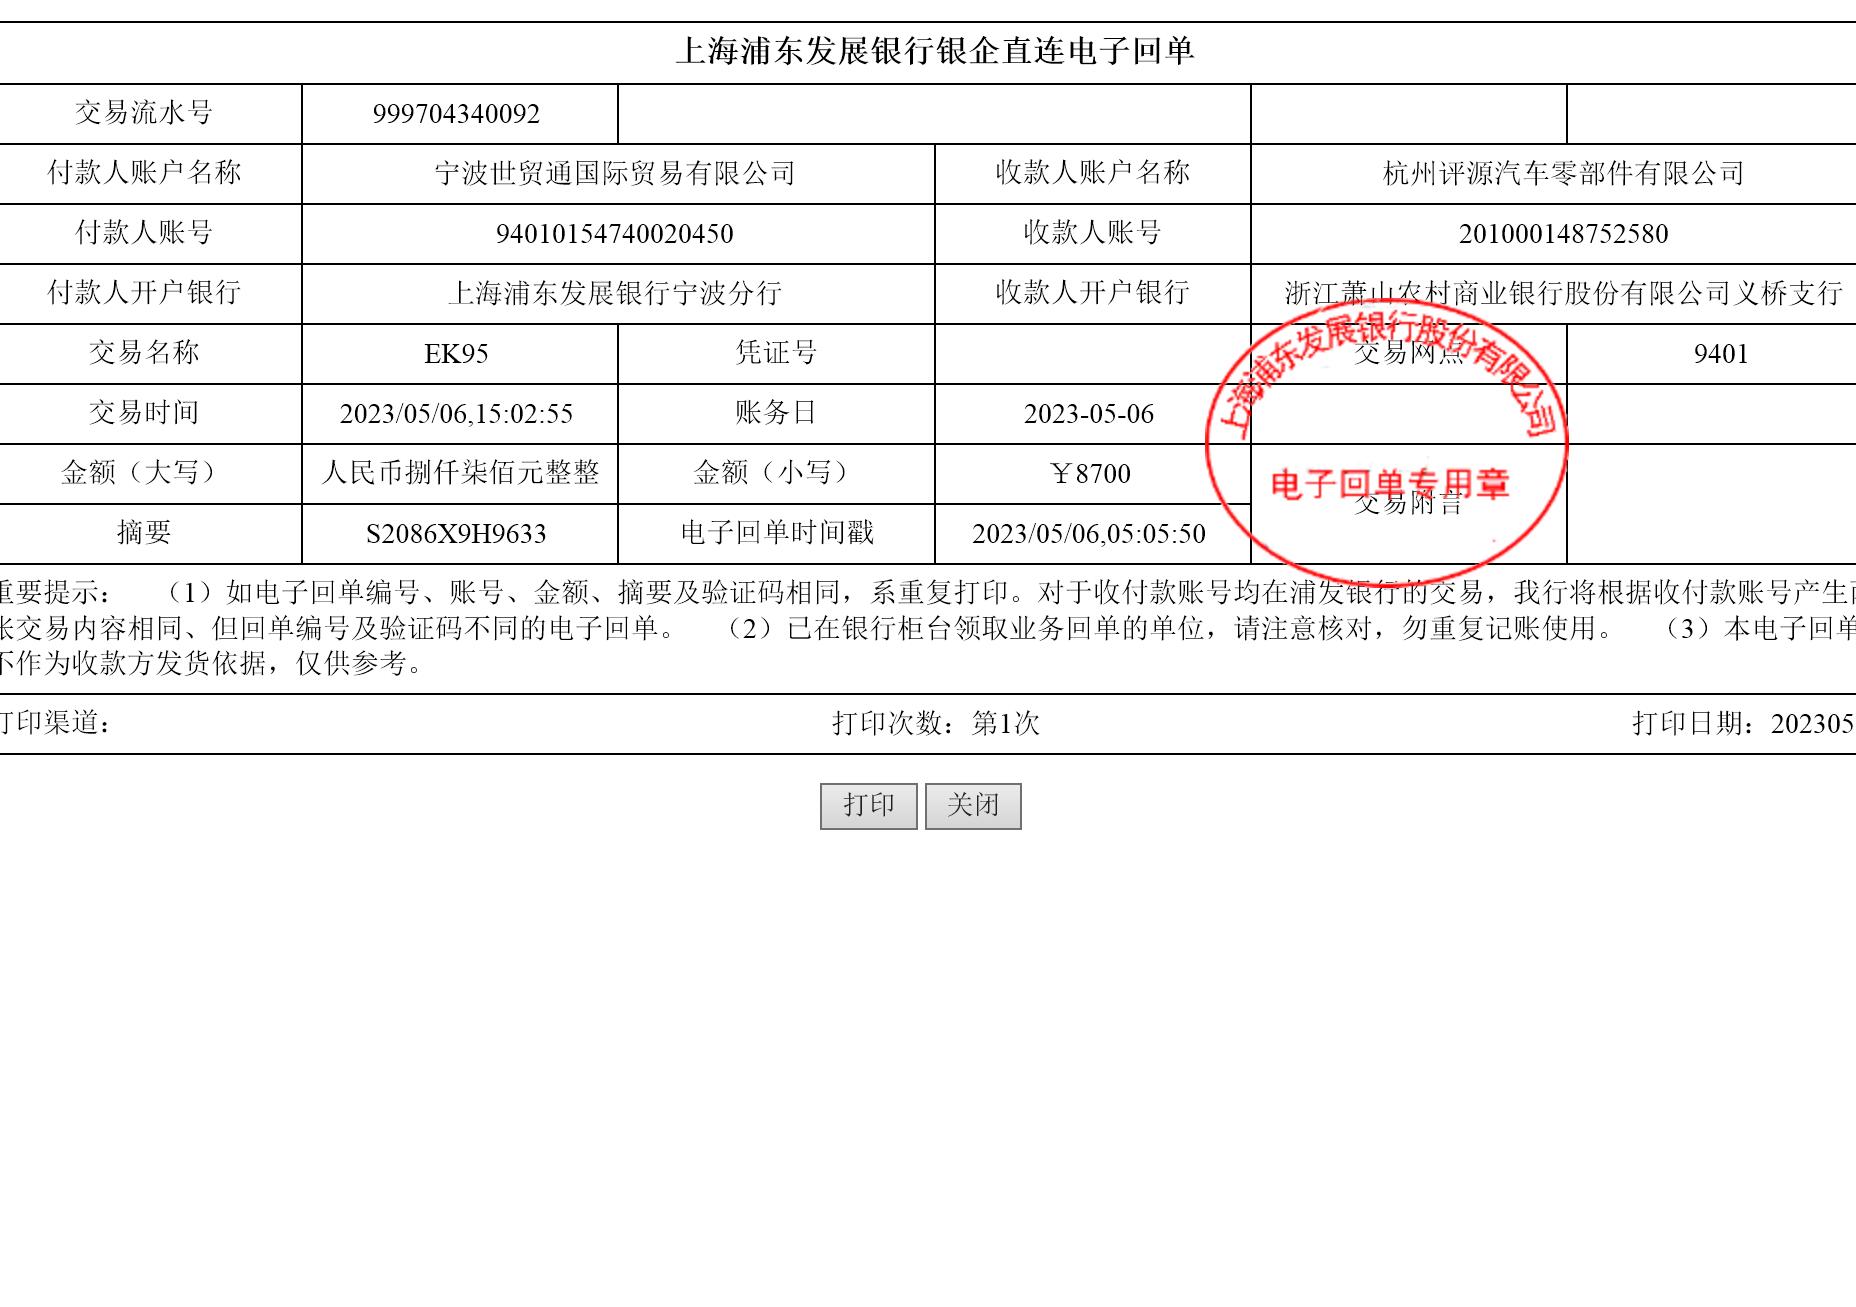 上海浦东发展银行银企直连电子回单
交易流水号 999704340092
付款人账户名称 宁波世贸通国际贸易有限公司 收款人账户名称 杭州评源汽车零部件有限公司
付款人账号 94010154740020450 收款人账号 201000148752580
付款人开户银行 上海浦东发展银行宁波分行 收款人开户银行 浙江萧山农村商业银行股份有限公司义桥支行
交易名称 EK95 凭证号 交易网点 9401
交易时间 2023/05/06,15:02:55 账务日 2023-05-06
金额（大写） 人民币捌仟柒佰元整整 金额（小写） ￥8700
交易附言
摘要 S2086X9H9633 电子回单时间戳 2023/05/06,05:05:50
上海浦东发展银行股份有限公司
电子回单专用章
重要提示： （1）如电子回单编号、账号、金额、摘要及验证码相同，系重复打印。对于收付款账号均在浦发银行的交易，我行将根据收付款账号产生两
张交易内容相同、但回单编号及验证码不同的电子回单。 （2）已在银行柜台领取业务回单的单位，请注意核对，勿重复记账使用。 （3）本电子回单
不作为收款方发货依据，仅供参考。
打印渠道： 打印次数：第1次 打印日期：202305
打印 关闭